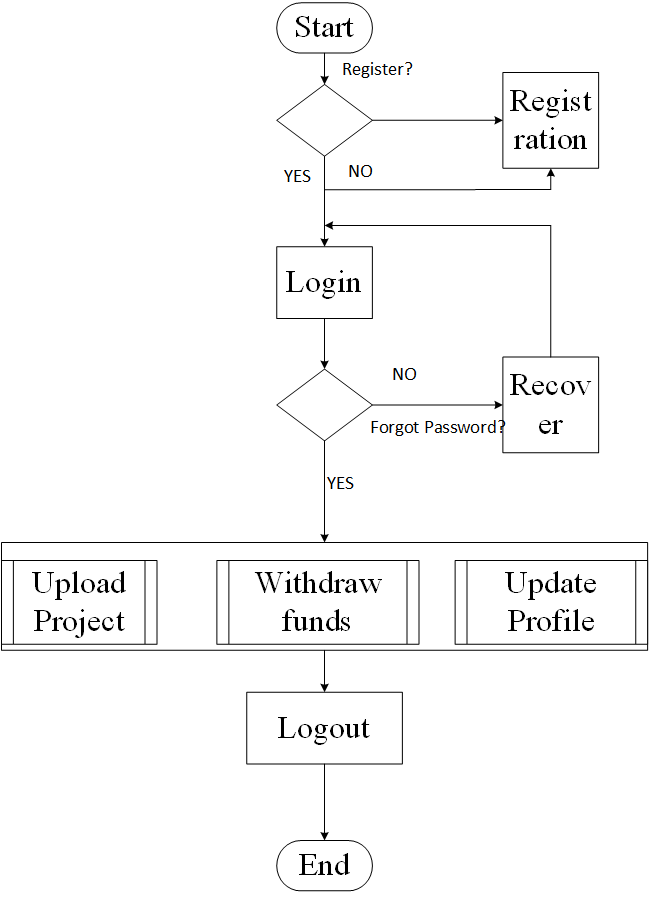 Start
Register?
Regist
ration
YES
NO
Login
NO
Recov
er
Forgot Password?
YES
Upload
Project
Withdraw
funds
Update
Profile
Logout
End